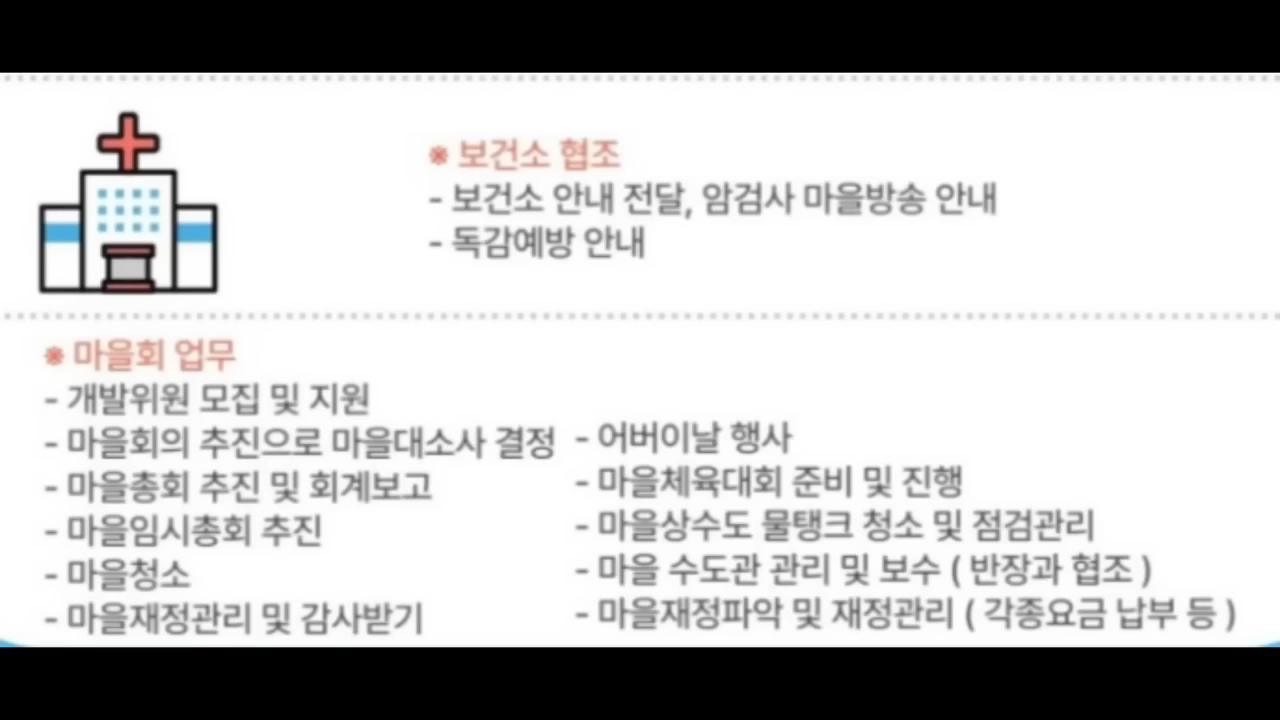 ※ 보건소 협조
- 보건소 안내 전달, 암검사 마을방송 안내
- 독감예방 안내
※ 마을회 업무
- 개발위원 모집 및 지원
- 마을회의 추진으로 마을대소사 결정
- 마을총회 추진 및 회계보고
- 마을임시총회 추진
- 마을청소
- 마을재정관리 및 감사받기
- 어버이날 행사
- 마을체육대회 준비 및 진행
- 마을상수도 물탱크 청소 및 점검관리
- 마을 수도관 관리 및 보수 ( 반장과 협조 )
- 마을재정파악 및 재정관리 ( 각종요금 납부 등 )